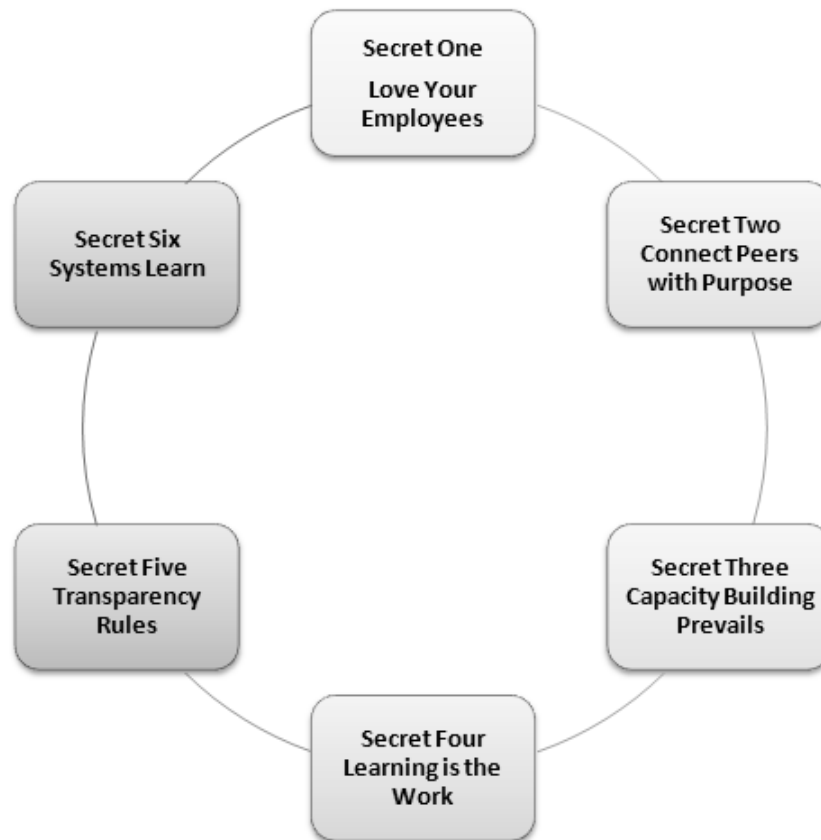 Secret One
Love Your
Employees
Secret Two
Connect Peers
with Purpose
Secret Three
Capacity Building
Prevails
Secret Four
Learning is the
Work
Secret Five
Transparency
Rules
Secret Six
Systems Learn